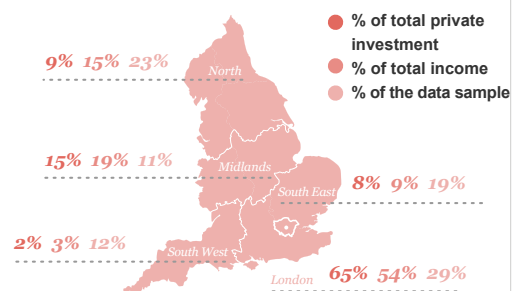 % of total private
investment
% of total income
% of the data sample
9% 15% 23%
North
15% 19% 11%
Midlands
8% 9% 19%
South East
2% 3% 12%
South West
London 65% 54% 29%